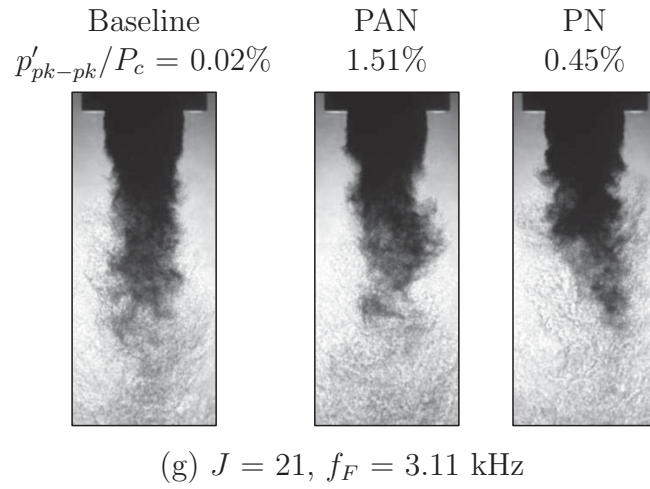 Baseline PAN PN
p′pk−pk/Pc = 0.02% 1.51% 0.45%
(g) J = 21, fF = 3.11 kHz